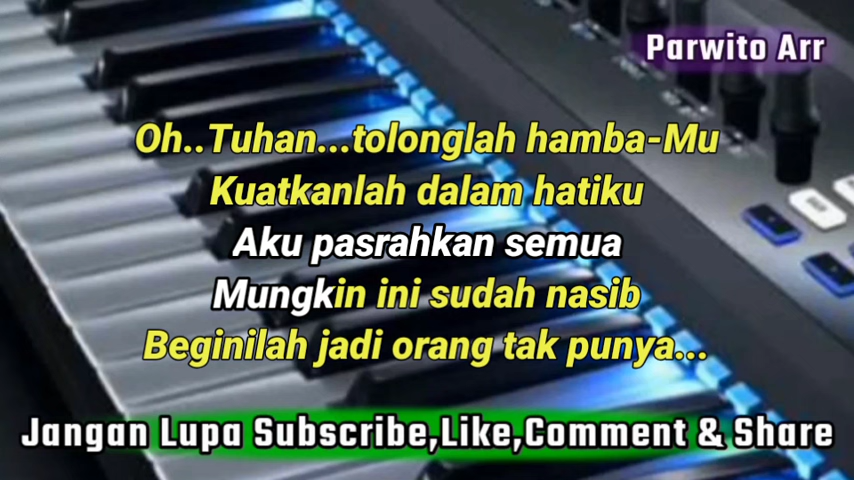 Parwito Arr
Oh..Tuhan...tolonglah hamba-Mu
Kuatkanlah dalam hatiku
Aku pasrahkan semua
Mungkin ini sudah nasib
Beginilah jadi orang tak punya...
Jangan Lupa Subscribe,Like,Comment & Share